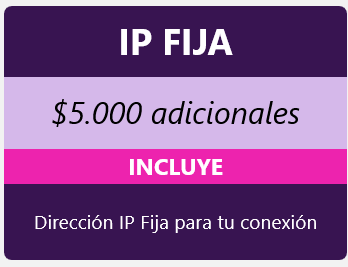 IP FIJA
$5.000 adicionales
INCLUYE
Dirección IP Fija para tu conexión